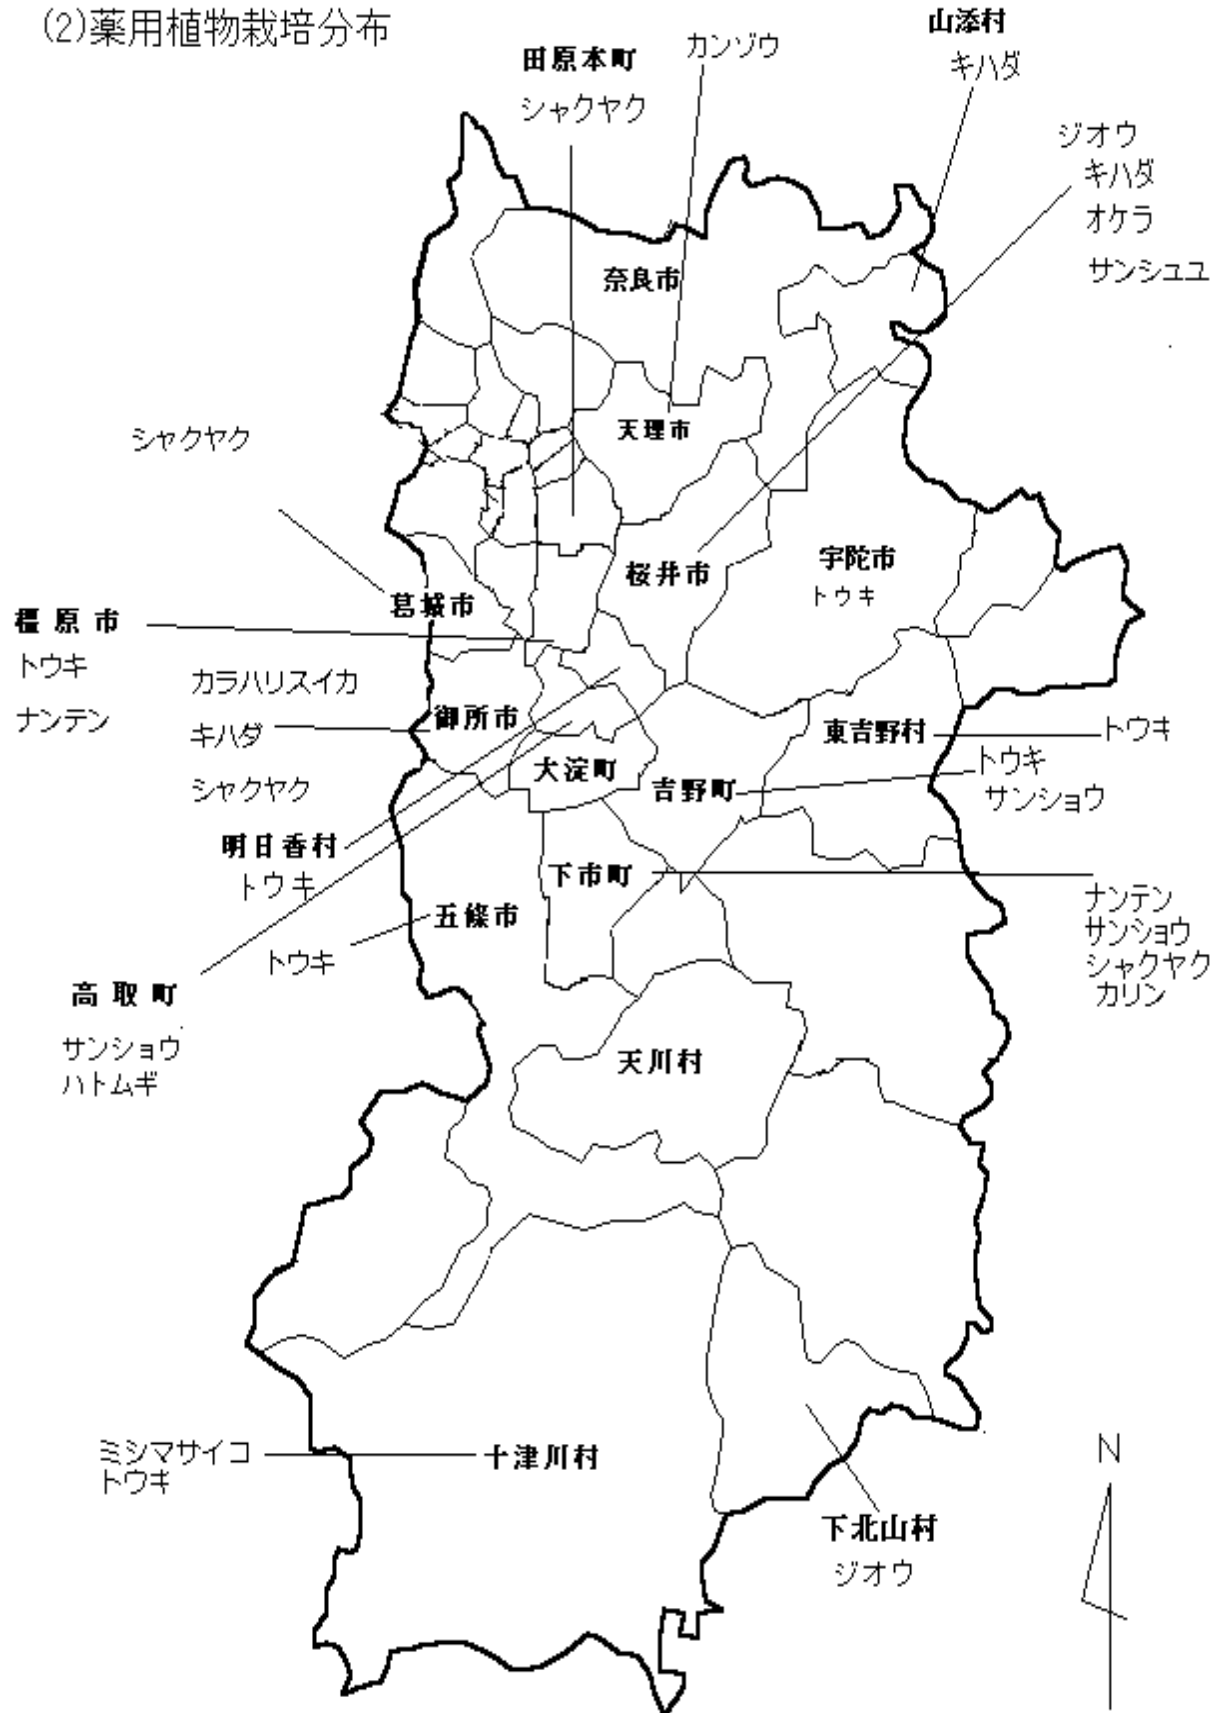 (2)薬用植物栽培分布
山添村
キハダ
田原本町
シャクヤク
カンゾウ
ジオウ
キハダ
オケラ
サンシュユ
奈良市
天理市
シャクヤク
桜井市
宇陀市
トウキ
葛城市
橿原市
トウキ
ナンテン
カラハリスイカ
キハダ
シャクヤク
御所市
東吉野村
トウキ
大淀町
吉野町
トウキ
サンショウ
明日香村
トウキ
下市町
ナンテン
サンショウ
シャクヤク
カリン
五條市
トウキ
高取町
サンショウ
ハトムギ
天川村
ミシマサイコ
トウキ
十津川村
下北山村
ジオウ
N